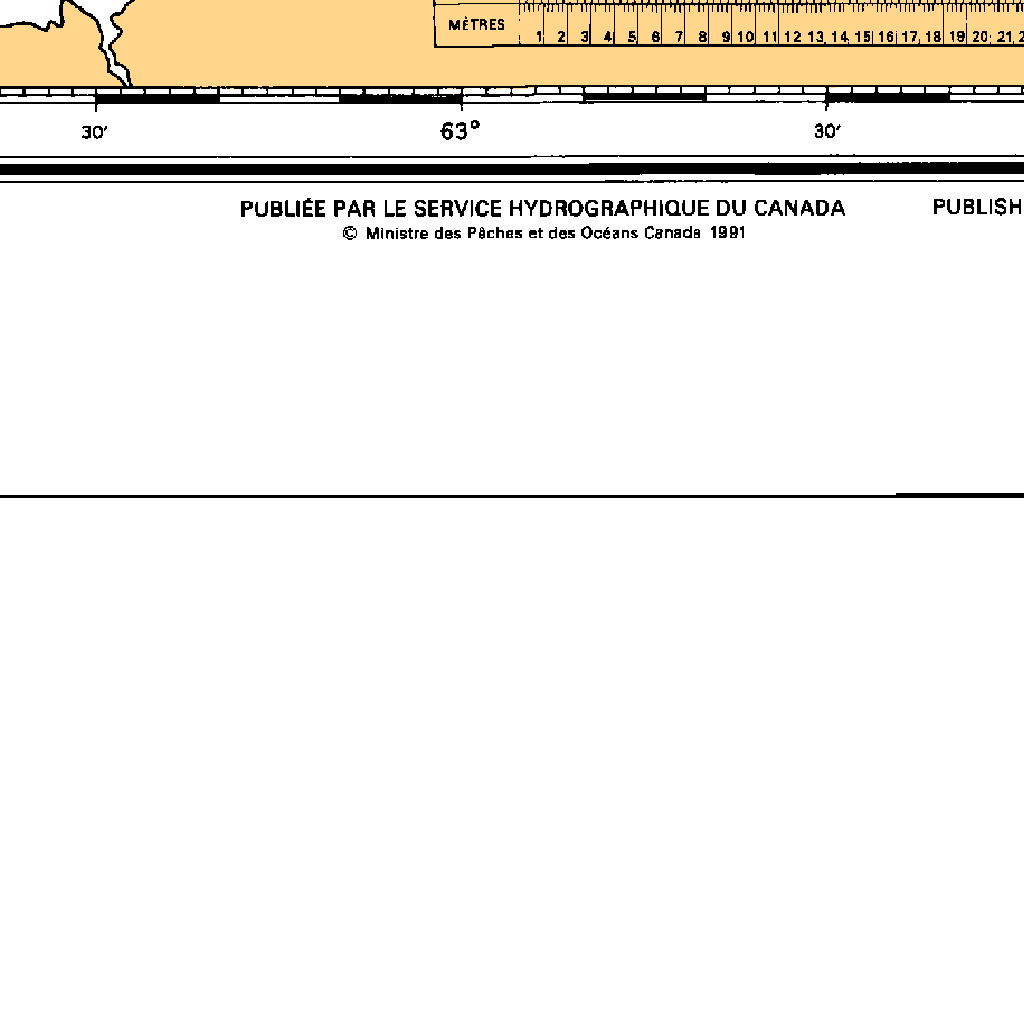 MÈTRES 1 2 3 4 5 6 7 8 9 10 11 12 13 14 15 16 17 18 19 20 21
30′ 63° 30′
PUBLIÉE PAR LE SERVICE HYDROGRAPHIQUE DU CANADA PUBLISH
© Ministre des Pêches et des Océans Canada 1991